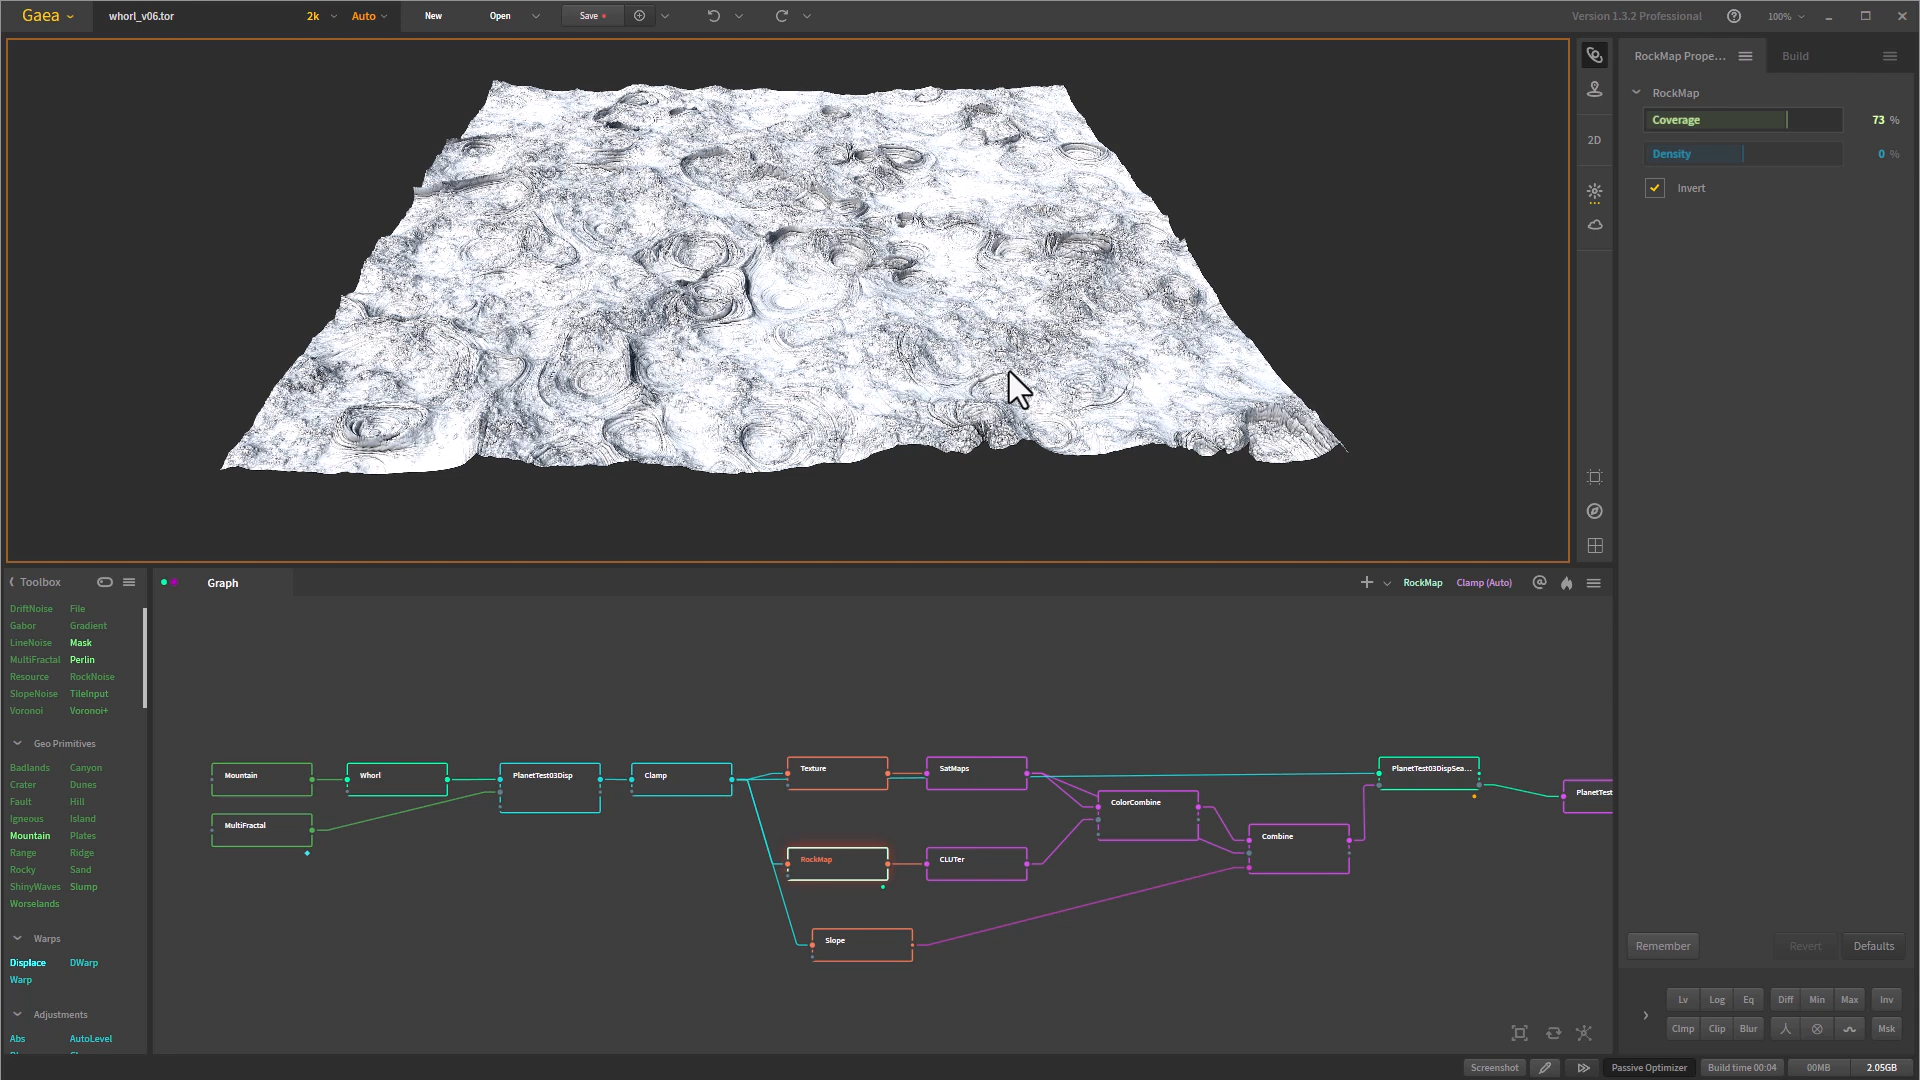 Gaea
whorl_v06.tor
2k
Auto
New
Open
Save
Version 1.3.2 Professional
100%
RockMap Prope...
Build
RockMap
Coverage 73 %
Density 0 %
Invert
2D
Toolbox
Graph
RockMap
Clamp (Auto)
DriftNoise File
Gabor Gradient
LineNoise Mask
MultiFractal Perlin
Resource RockNoise
SlopeNoise TileInput
Voronoi Voronoi+
Geo Primitives
Badlands Canyon
Crater Dunes
Fault Hill
Igneous Island
Mountain Plates
Range Ridge
Rocky Sand
ShinyWaves Slump
Worselands
Warps
Displace DWarp
Warp
Adjustments
Abs AutoLevel
Mountain
Whorl
PlanetTest03Disp
Clamp
Texture
SatMaps
PlanetTest03DispSea...
PlanetTest
ColorCombine
MultiFractal
Combine
RockMap
CLUTer
Slope
Remember
Revert
Defaults
Lv Log Eq Diff Min Max Inv
Clmp Clip Blur Msk
Screenshot
Passive Optimizer
Build time 00:04
00MB
2.05GB